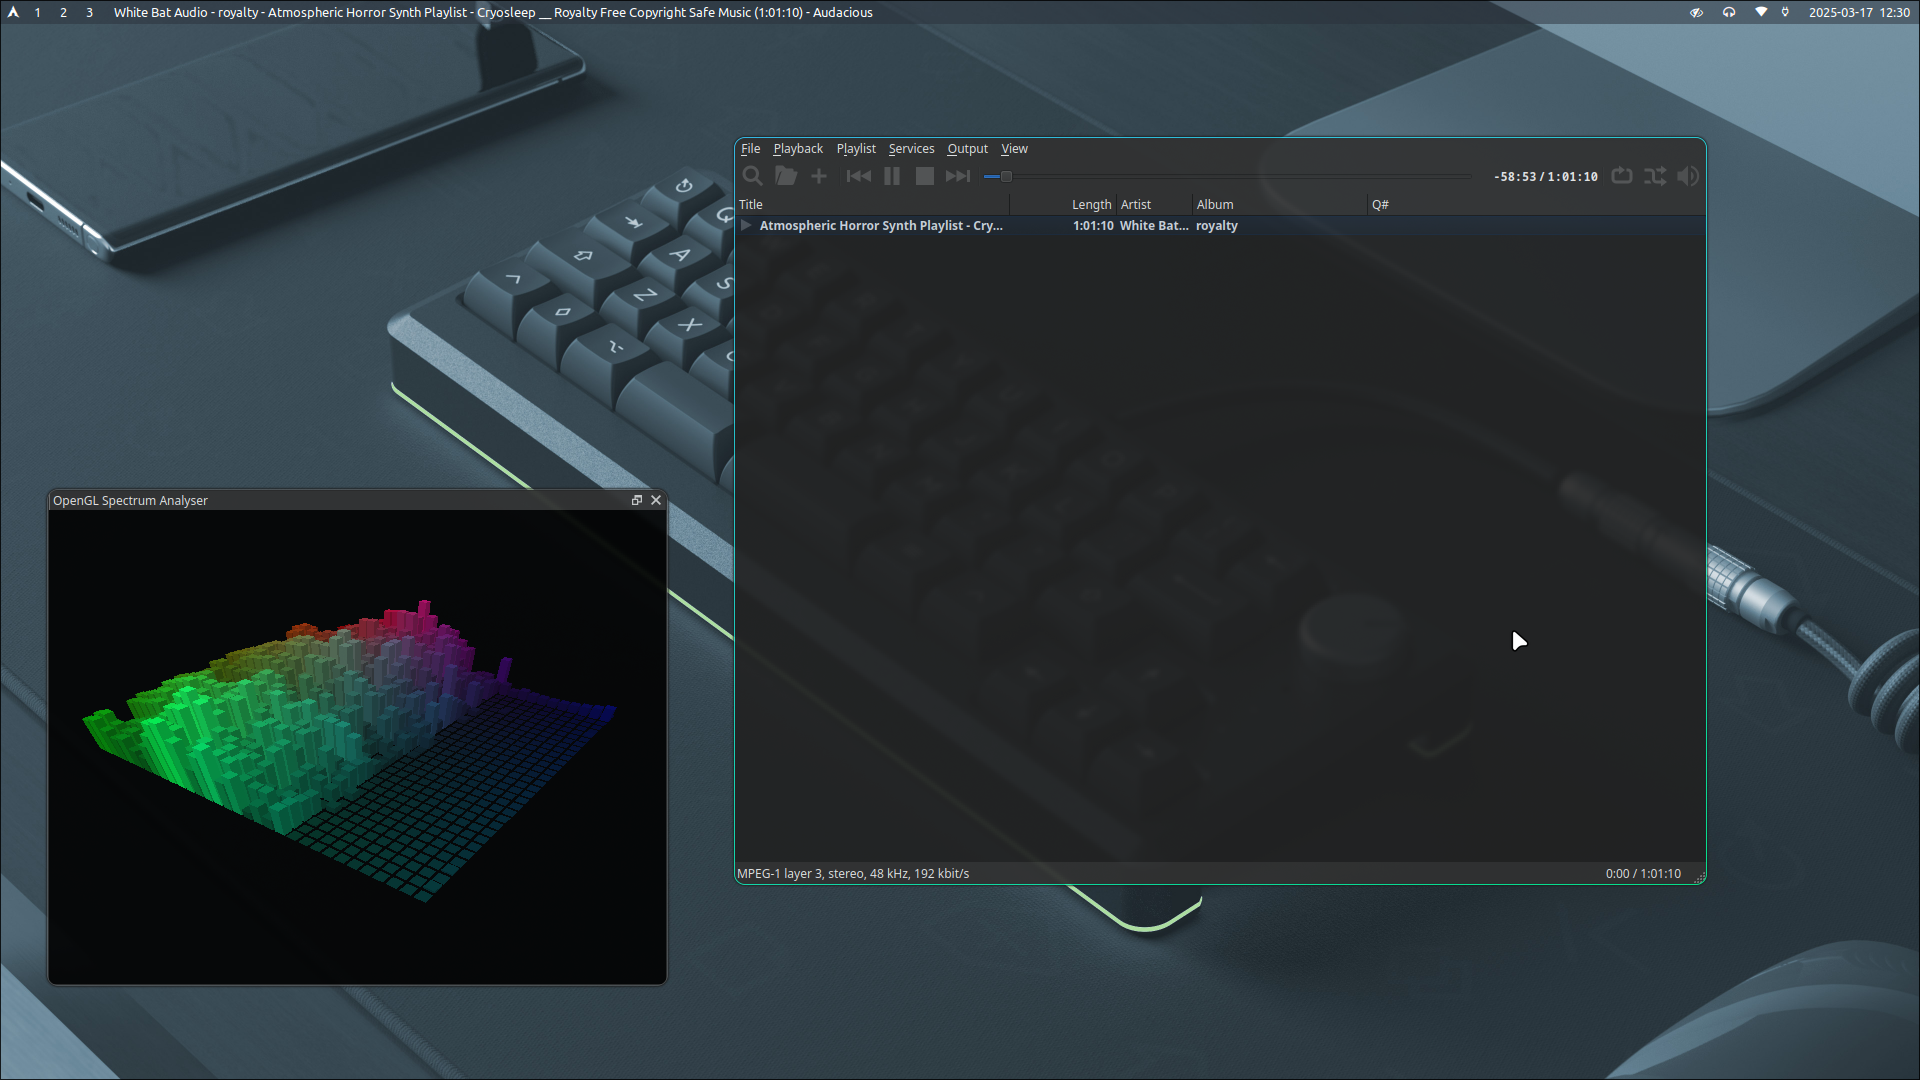 1 2 3 White Bat Audio - royalty - Atmospheric Horror Synth Playlist - Cryosleep __ Royalty Free Copyright Safe Music (1:01:10) - Audacious 2025-03-17 12:30
File Playback Playlist Services Output View
-58:53 / 1:01:10
Title Length Artist Album Q#
Atmospheric Horror Synth Playlist - Cry... 1:01:10 White Bat... royalty
A
Z
X
OpenGL Spectrum Analyser
MPEG-1 layer 3, stereo, 48 kHz, 192 kbit/s 0:00 / 1:01:10